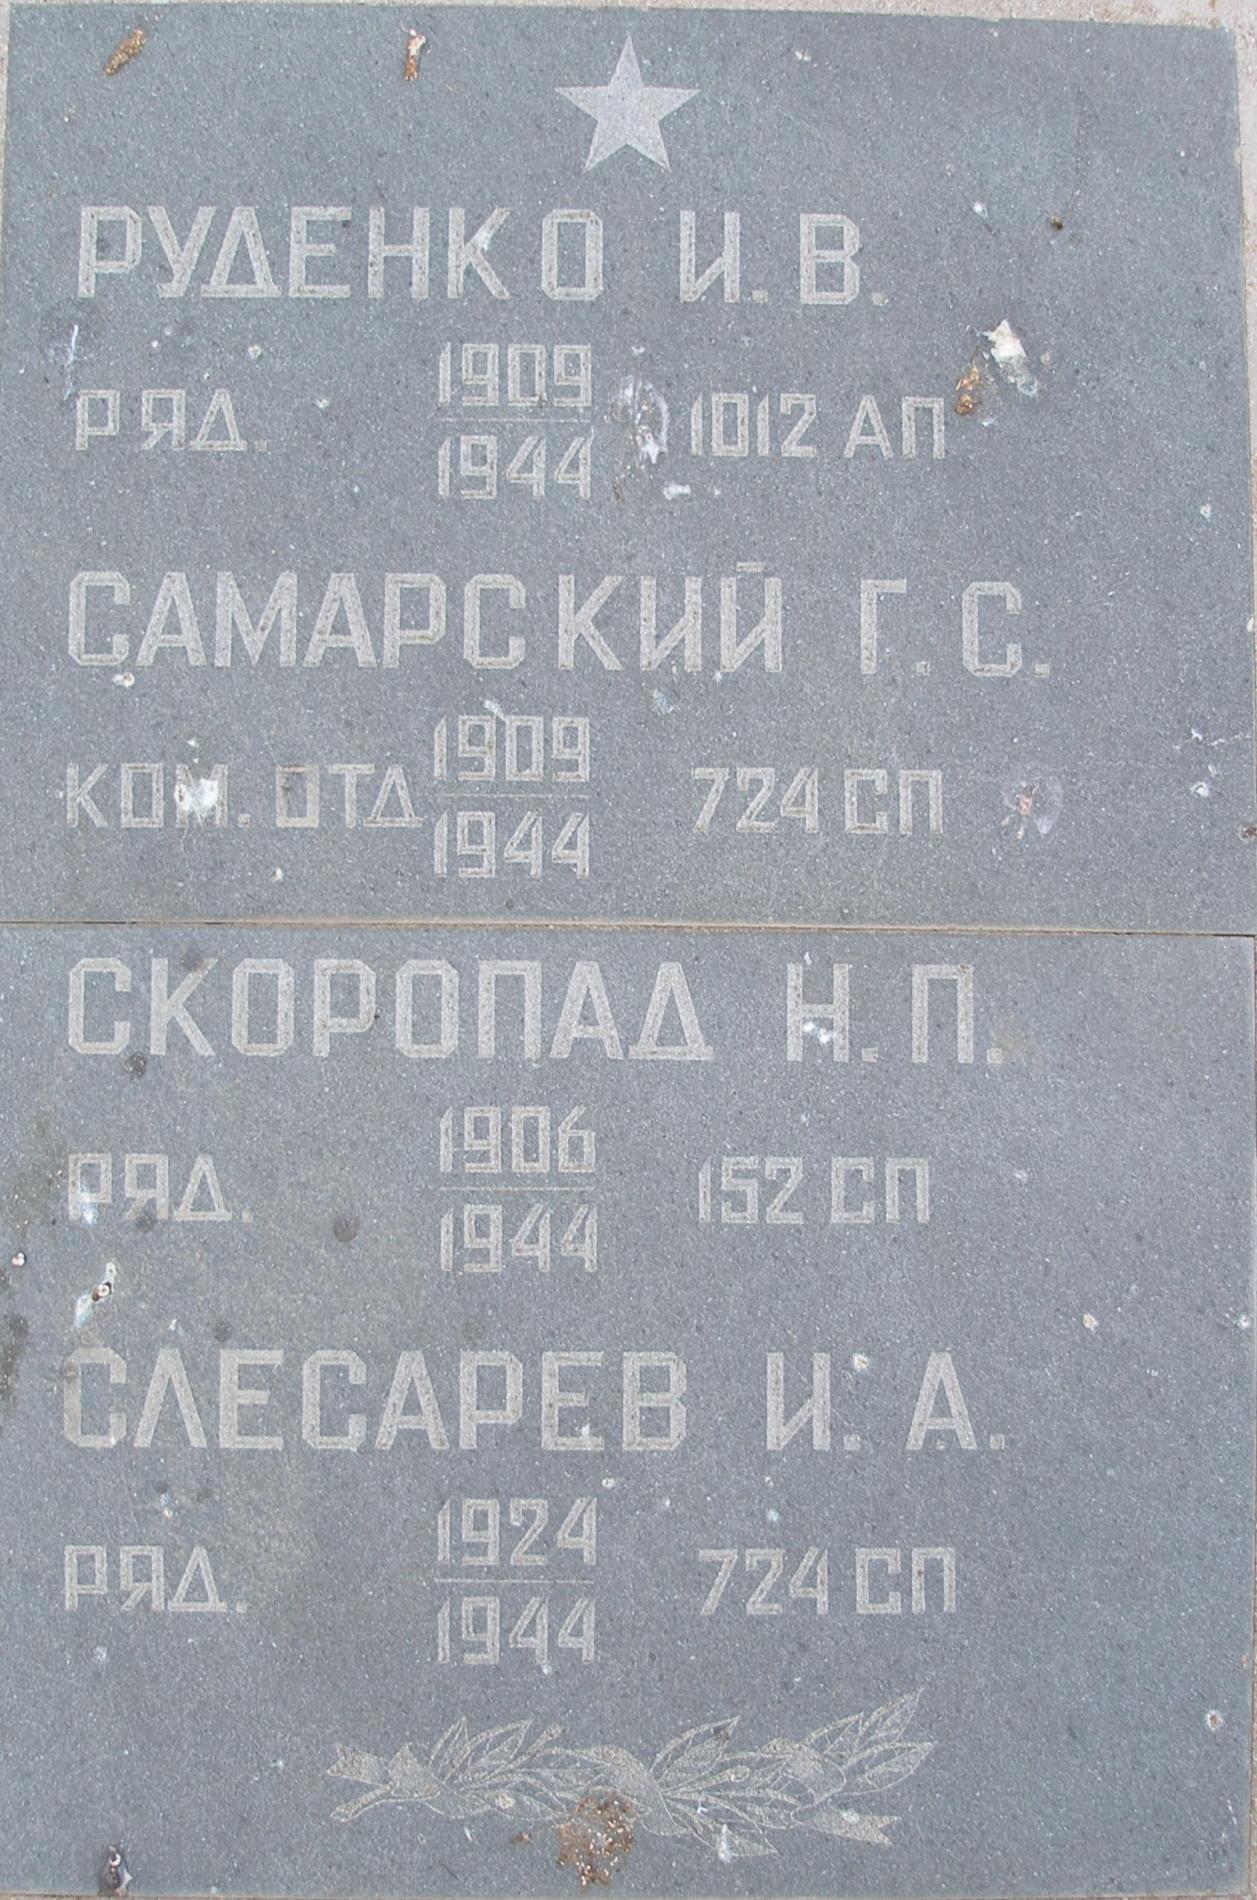 РУДЕНКО И.В.
РЯД. 1909 1012 АП
1944
САМАРСКИЙ Г.С.
КОМ.ОТД 1909 724 СП
1944
СКОРОПАД Н.П.
РЯД. 1906 152 СП
1944
СЛЕСАРЕВ И.А.
РЯД. 1924 724 СП
1944